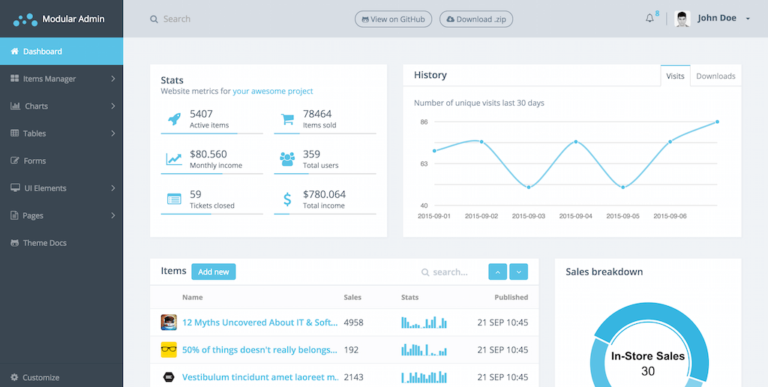 Modular Admin
Search
View on GitHub
Download .zip
8
John Doe
Dashboard
Items Manager
Charts
Tables
Forms
UI Elements
Pages
Theme Docs
Customize
Stats
Website metrics for your awesome project
5407
Active items
78464
Items sold
$80.560
Monthly income
359
Total users
59
Tickets closed
$780.064
Total income
History
Visits
Downloads
Number of unique visits last 30 days
86
63
40
2015-09-01 2015-09-02 2015-09-03 2015-09-04 2015-09-05 2015-09-06
Items
Add new
search...
Name Sales Stats Published
12 Myths Uncovered About IT & Soft... 4958 21 SEP 10:45
50% of things doesn't really belongs... 192 21 SEP 10:45
Vestibulum tincidunt amet laoreet m... 2143 21 SEP 10:45
Sales breakdown
In-Store Sales
30